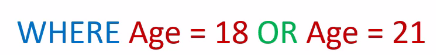 WHERE Age = 18 OR Age = 21